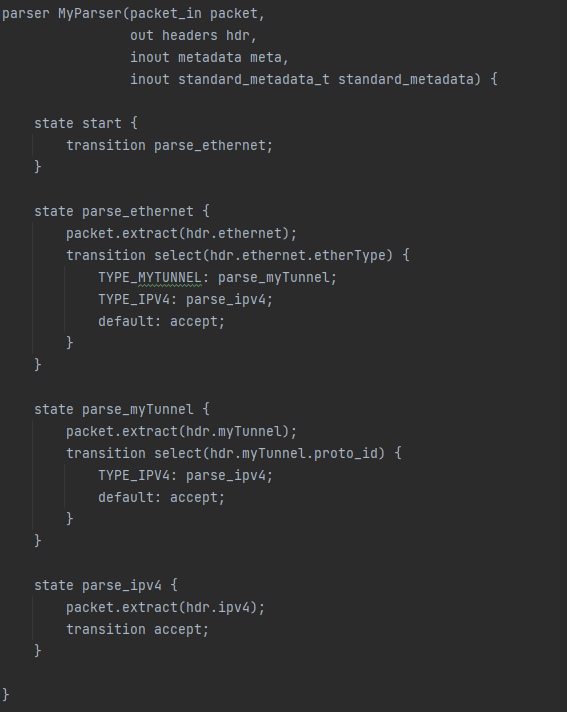 parser MyParser(packet_in packet,
                out headers hdr,
                inout metadata meta,
                inout standard_metadata_t standard_metadata) {

    state start {
        transition parse_ethernet;
    }

    state parse_ethernet {
        packet.extract(hdr.ethernet);
        transition select(hdr.ethernet.etherType) {
            TYPE_MYTUNNEL: parse_myTunnel;
            TYPE_IPV4: parse_ipv4;
            default: accept;
        }
    }

    state parse_myTunnel {
        packet.extract(hdr.myTunnel);
        transition select(hdr.myTunnel.proto_id) {
            TYPE_IPV4: parse_ipv4;
            default: accept;
        }
    }

    state parse_ipv4 {
        packet.extract(hdr.ipv4);
        transition accept;
    }

}